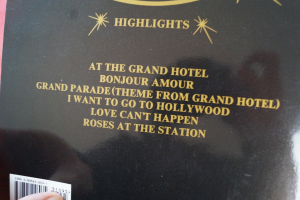 HIGHLIGHTS
AT THE GRAND HOTEL
BONJOUR AMOUR
GRAND PARADE (THEME FROM GRAND HOTEL)
I WANT TO GO TO HOLLYWOOD
LOVE CAN'T HAPPEN
ROSES AT THE STATION